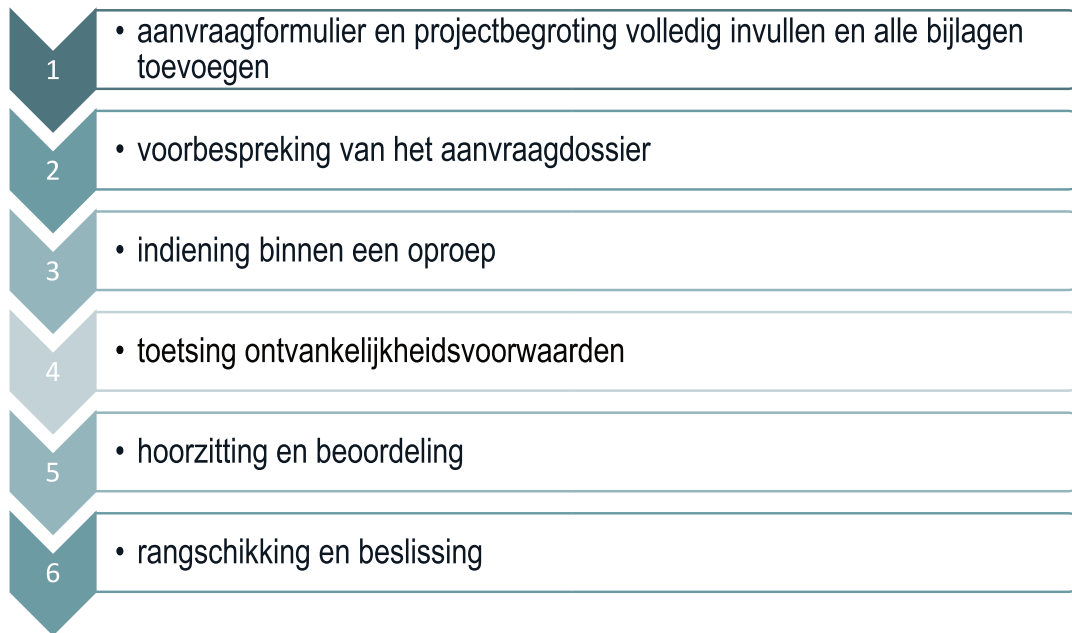 1
• aanvraagformulier en projectbegroting volledig invullen en alle bijlagen
toevoegen
2
• voorbespreking van het aanvraagdossier
3
• indiening binnen een oproep
4
• toetsing ontvankelijkheidsvoorwaarden
5
• hoorzitting en beoordeling
6
• rangschikking en beslissing